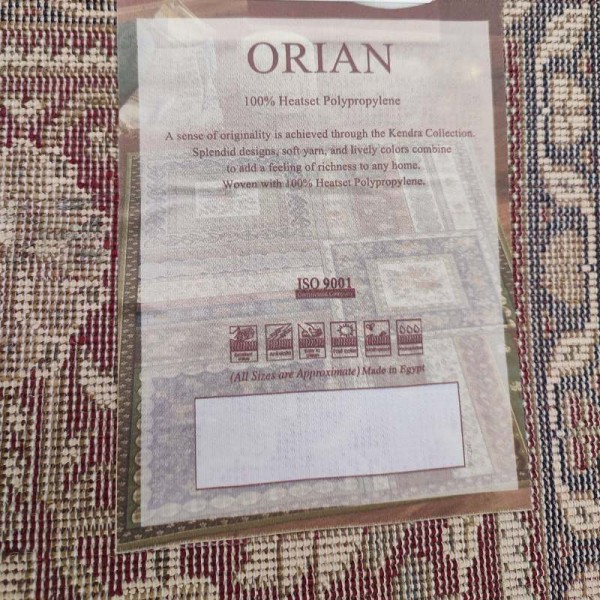 ORIAN
100% Heatset Polypropylene
A sense of originality is achieved through the Kendra Collection.
Splendid designs, soft yarn, and lively colors combine
to add a feeling of richness to any home.
Woven with 100% Heatset Polypropylene.
ISO 9001
(All Sizes are Approximate) Made in Egypt